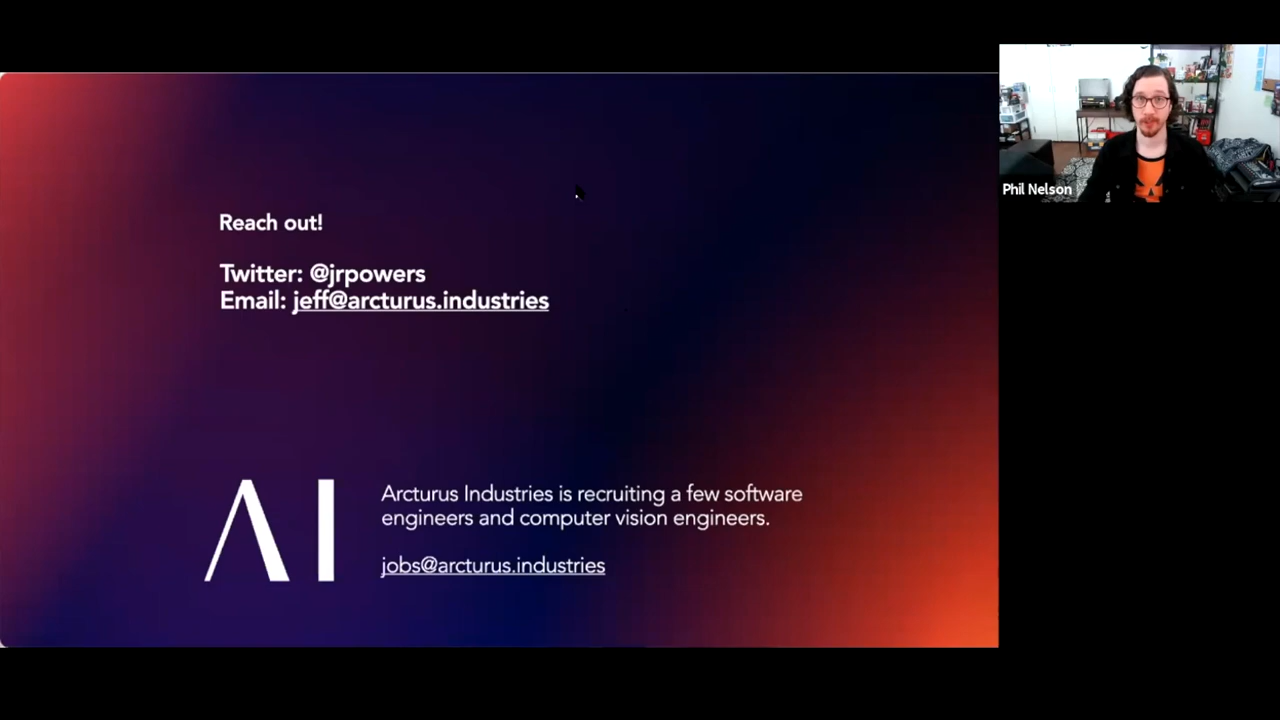 Reach out!
Twitter: @jrpowers
Email: jeff@arcturus.industries
AI
Arcturus Industries is recruiting a few software
engineers and computer vision engineers.
jobs@arcturus.industries
Phil Nelson